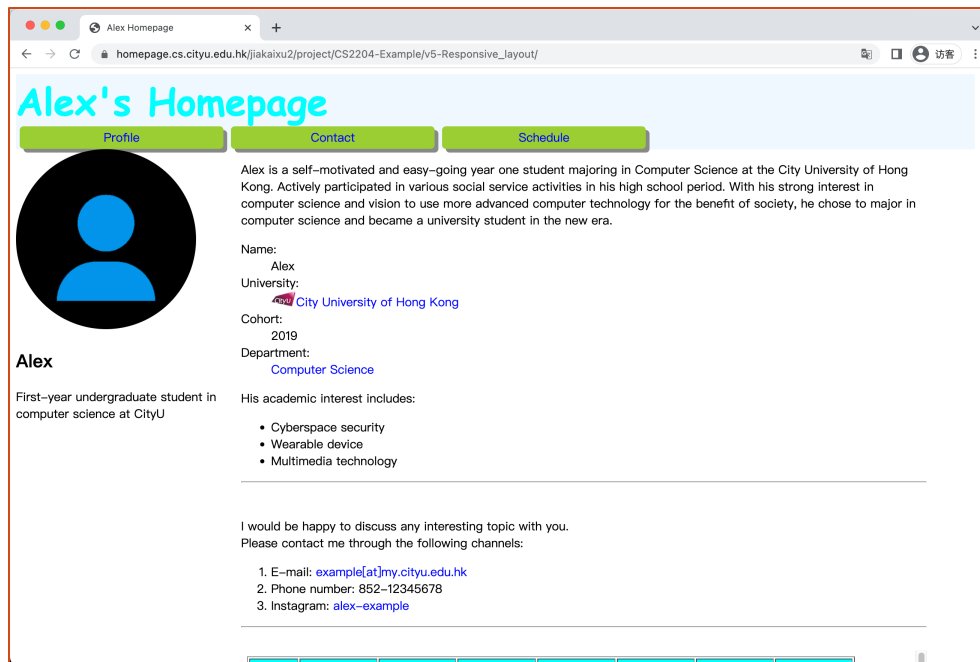 Alex Homepage
homepage.cs.cityu.edu.hk/jiakaixu2/project/CS2204-Example/v5-Responsive_layout/
访客
Alex's Homepage
Profile
Contact
Schedule
Alex
First-year undergraduate student in
computer science at CityU
Alex is a self-motivated and easy-going year one student majoring in Computer Science at the City University of Hong
Kong. Actively participated in various social service activities in his high school period. With his strong interest in
computer science and vision to use more advanced computer technology for the benefit of society, he chose to major in
computer science and became a university student in the new era.
Name:
Alex
University:
CityU City University of Hong Kong
Cohort:
2019
Department:
Computer Science
His academic interest includes:
• Cyberspace security
• Wearable device
• Multimedia technology
I would be happy to discuss any interesting topic with you.
Please contact me through the following channels:
1. E-mail: example[at]my.cityu.edu.hk
2. Phone number: 852-12345678
3. Instagram: alex-example